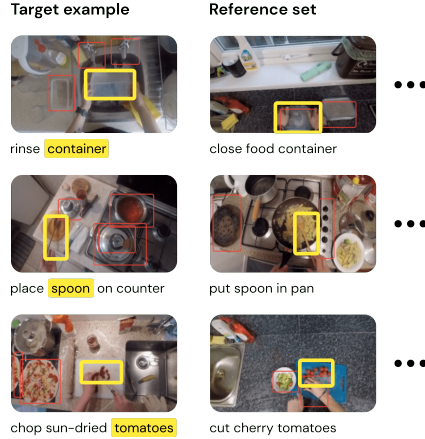 Target example
Reference set
rinse container
close food container
place spoon on counter
put spoon in pan
chop sun-dried tomatoes
cut cherry tomatoes